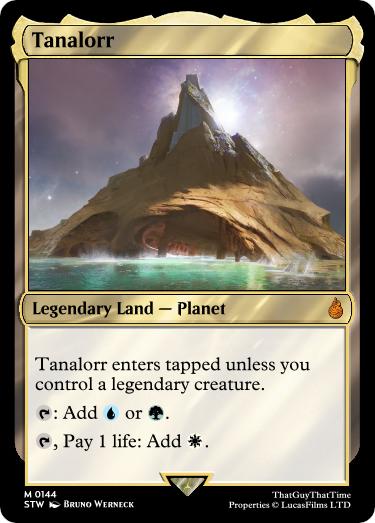 Tanalorr
Legendary Land — Planet
Tanalorr enters tapped unless you
control a legendary creature.
: Add or .
, Pay 1 life: Add .
M 0144
STW BRUNO WERNECK
ThatGuyThatTime
Properties © LucasFilms LTD